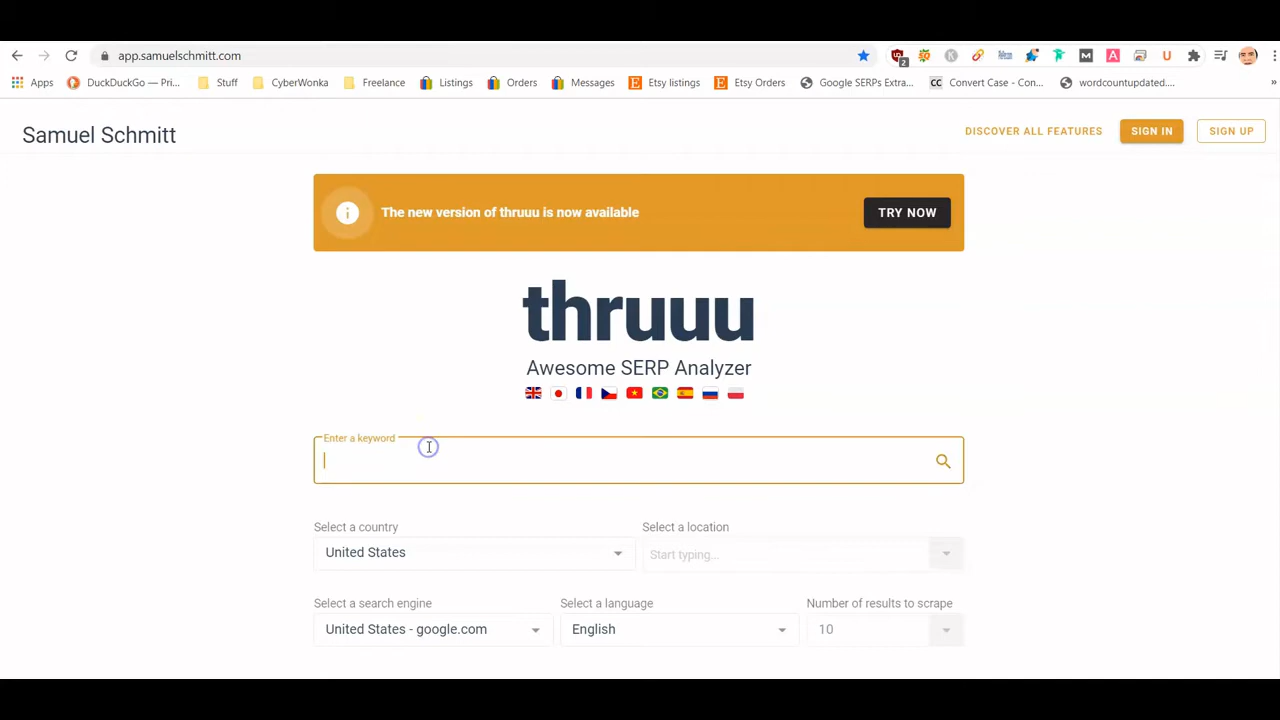 app.samuelschmitt.com
2
Apps
DuckDuckGo — Pri...
Stuff
CyberWonka
Freelance
Listings
Orders
Messages
Etsy listings
Etsy Orders
Google SERPs Extra...
CC Convert Case - Con...
wordcountupdated....
»
Samuel Schmitt
DISCOVER ALL FEATURES
SIGN IN
SIGN UP
The new version of thruuu is now available
TRY NOW
thruuu
Awesome SERP Analyzer
Enter a keyword
Select a country
Select a location
United States
Start typing...
Select a search engine
Select a language
Number of results to scrape
United States - google.com
English
10